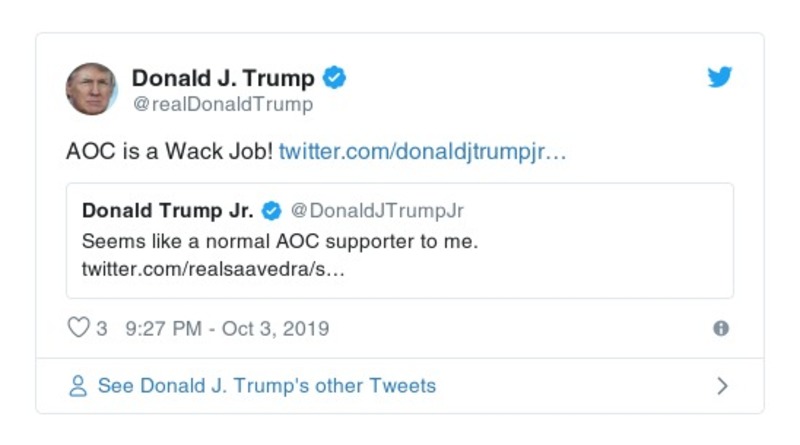 Donald J. Trump
@realDonaldTrump
AOC is a Wack Job! twitter.com/donaldjtrumpjr…
Donald Trump Jr. @DonaldJTrumpJr
Seems like a normal AOC supporter to me.
twitter.com/realsaavedra/s…
3 9:27 PM - Oct 3, 2019
See Donald J. Trump's other Tweets